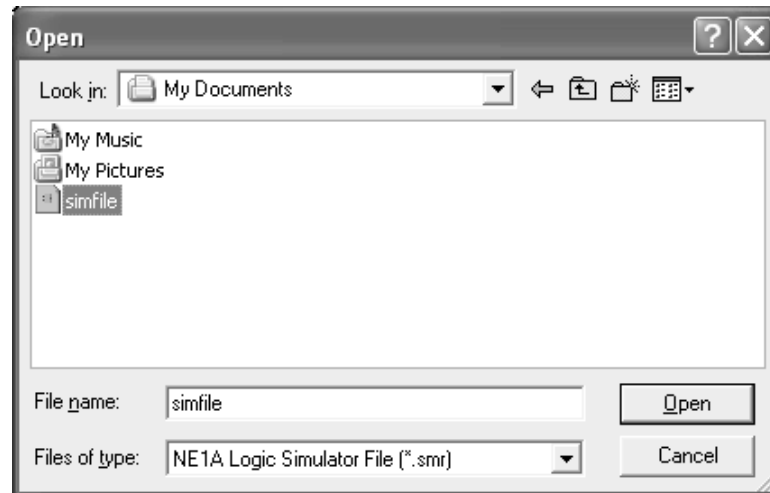 Open
Look in: My Documents
My Music
My Pictures
simfile
File name: simfile Open
Files of type: NE1A Logic Simulator File (*.smr) Cancel